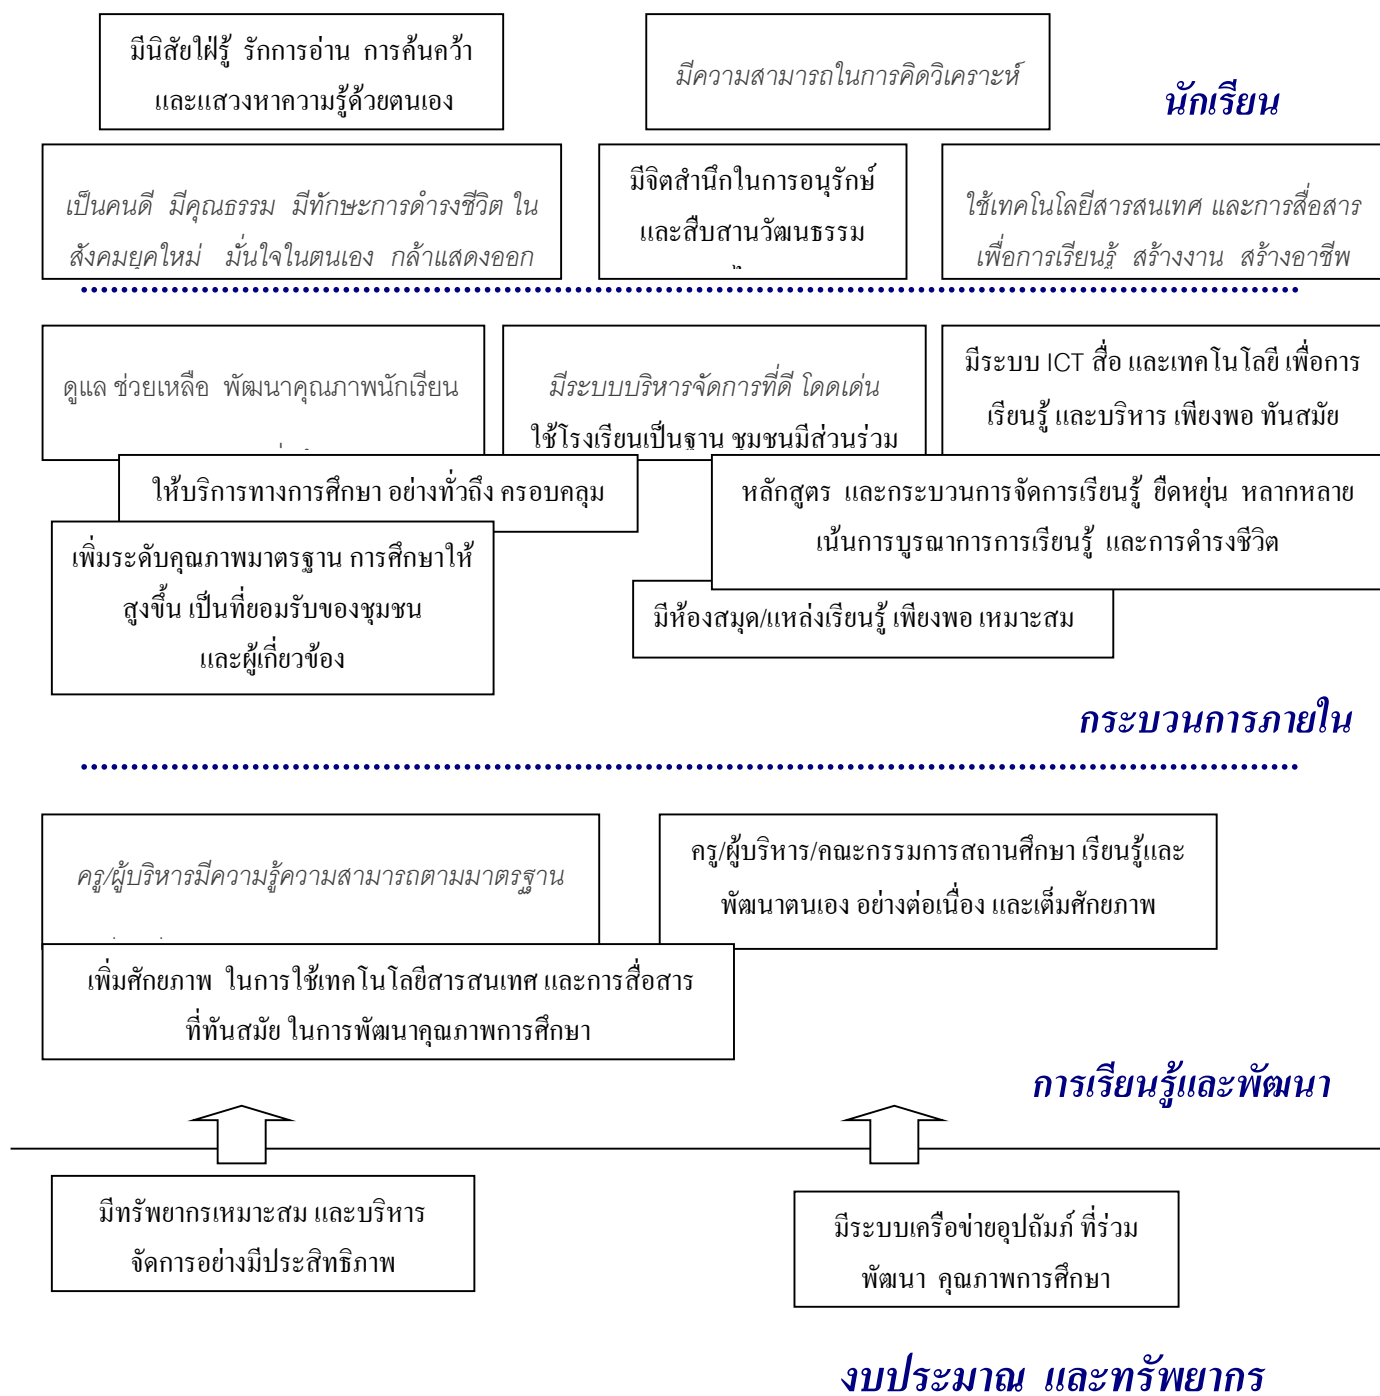 มีนิสัยใฝ่รู้ รักการอ่าน การค้นคว้า
และแสวงหาความรู้ด้วยตนเอง
มีความสามารถในการคิดวิเคราะห์
นักเรียน
เป็นคนดี มีคุณธรรม มีทักษะการดำรงชีวิต ใน
สังคมยุคใหม่ มั่นใจในตนเอง กล้าแสดงออก
มีจิตสำนึกในการอนุรักษ์
และสืบสานวัฒนธรรม
ใช้เทคโนโลยีสารสนเทศ และการสื่อสาร
เพื่อการเรียนรู้ สร้างงาน สร้างอาชีพ
ดูแล ช่วยเหลือ พัฒนาคุณภาพนักเรียน
มีระบบบริหารจัดการที่ดี โดดเด่น
ใช้โรงเรียนเป็นฐาน ชุมชนมีส่วนร่วม
มีระบบ ICT สื่อ และเทคโนโลยี เพื่อการ
เรียนรู้ และบริหาร เพียงพอ ทันสมัย
ให้บริการทางการศึกษา อย่างทั่วถึง ครอบคลุม
หลักสูตร และกระบวนการจัดการเรียนรู้ ยืดหยุ่น หลากหลาย
เน้นการบูรณาการการเรียนรู้ และการดำรงชีวิต
เพิ่มระดับคุณภาพมาตรฐาน การศึกษาให้
สูงขึ้น เป็นที่ยอมรับของชุมชน
และผู้เกี่ยวข้อง
มีห้องสมุด/แหล่งเรียนรู้ เพียงพอ เหมาะสม
กระบวนการภายใน
ครู/ผู้บริหารมีความรู้ความสามารถตามมาตรฐาน
ครู/ผู้บริหาร/คณะกรรมการสถานศึกษา เรียนรู้และ
พัฒนาตนเอง อย่างต่อเนื่อง และเต็มศักยภาพ
เพิ่มศักยภาพ ในการใช้เทคโนโลยีสารสนเทศ และการสื่อสาร
ที่ทันสมัย ในการพัฒนาคุณภาพการศึกษา
การเรียนรู้และพัฒนา
มีทรัพยากรเหมาะสม และบริหาร
จัดการอย่างมีประสิทธิภาพ
มีระบบเครือข่ายอุปถัมภ์ ที่ร่วม
พัฒนา คุณภาพการศึกษา
งบประมาณ และทรัพยากร